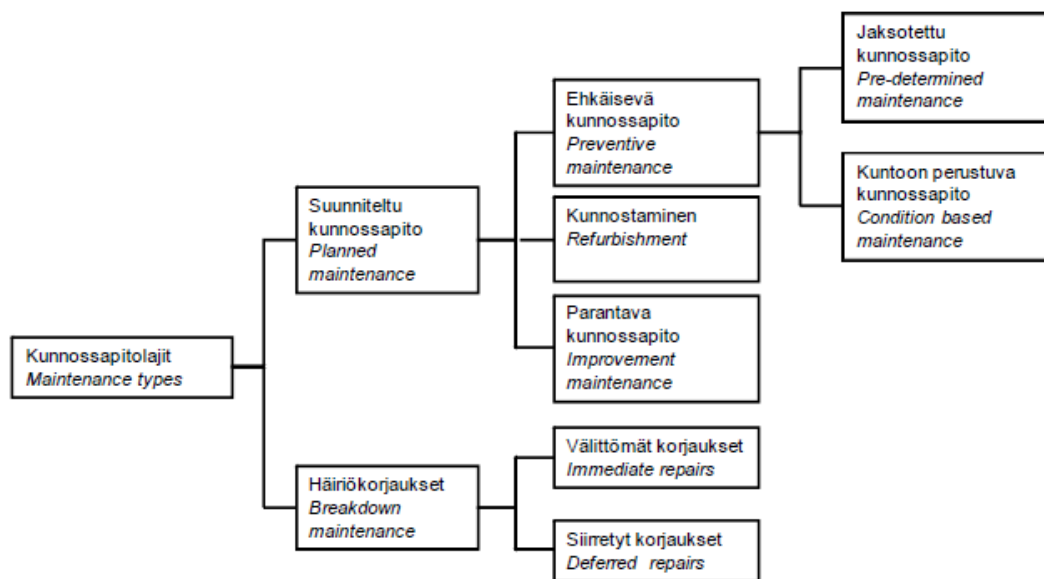 Jaksotettu
kunnossapito
Pre-determined
maintenance
Ehkäisevä
kunnossapito
Preventive
maintenance
Kuntoon perustuva
kunnossapito
Condition based
maintenance
Suunniteltu
kunnossapito
Planned
maintenance
Kunnostaminen
Refurbishment
Parantava
kunnossapito
Improvement
maintenance
Kunnossapitolajit
Maintenance types
Välittömät korjaukset
Immediate repairs
Häiriökorjaukset
Breakdown
maintenance
Siirretyt korjaukset
Deferred repairs